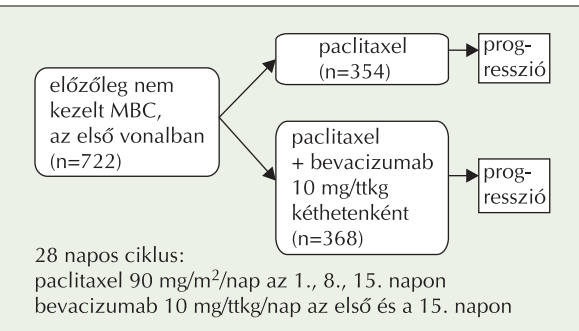 előzőleg nem
kezelt MBC,
az első vonalban
(n=722)
paclitaxel
(n=354)
prog-
resszió
paclitaxel
+ bevacizumab
10 mg/ttkg
kéthetenként
(n=368)
prog-
resszió
28 napos ciklus:
paclitaxel 90 mg/m²/nap az 1., 8., 15. napon
bevacizumab 10 mg/ttkg/nap az első és a 15. napon